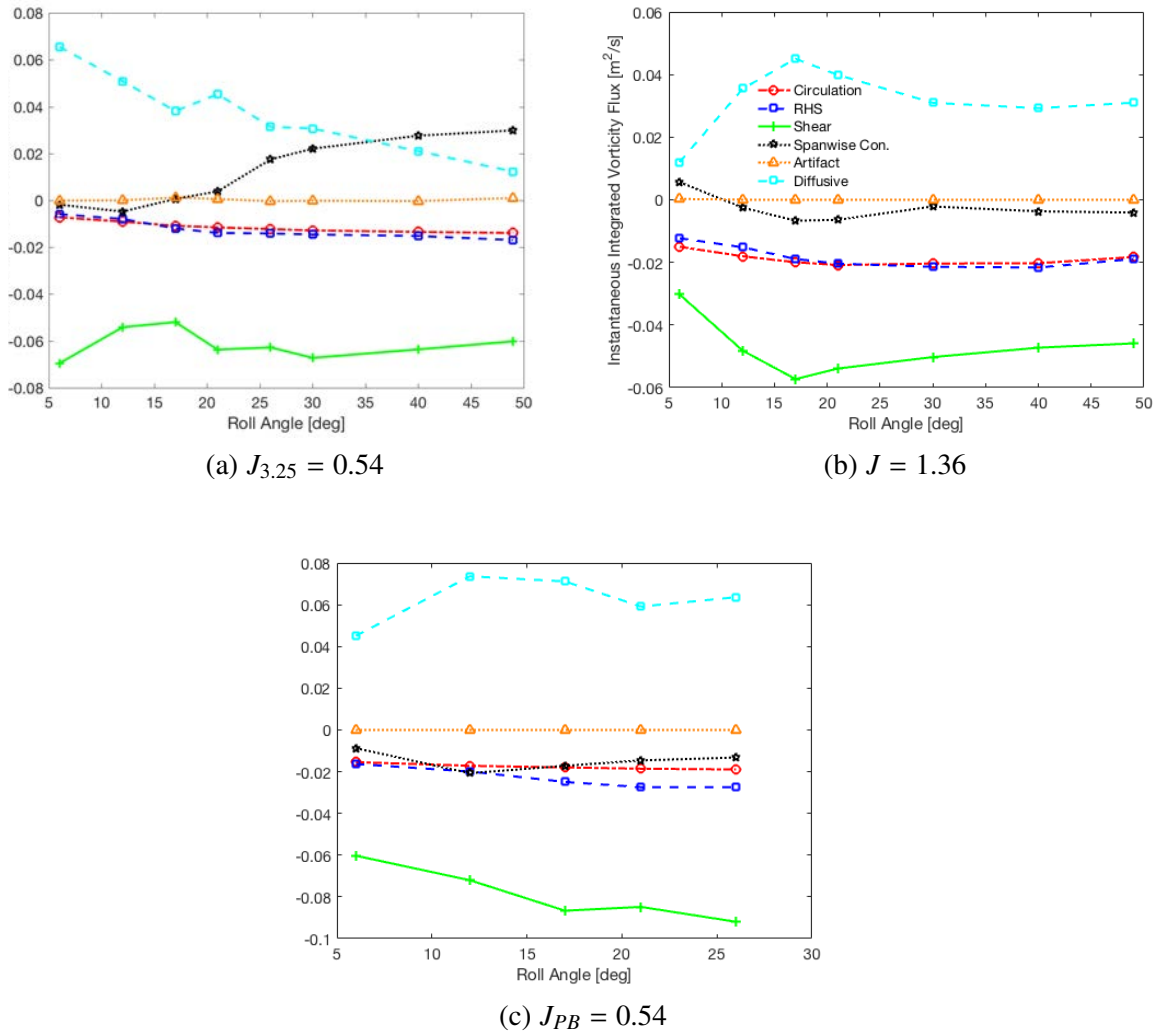 0.08
0.06
0.04
0.02
0
-0.02
-0.04
-0.06
-0.08
5 10 15 20 25 30 35 40 45 50
Roll Angle [deg]
(a) J3.25 = 0.54
Instantaneous Integrated Vorticity Flux [m²/s]
0.06
0.04
0.02
0
-0.02
-0.04
-0.06
Circulation
RHS
Shear
Spanwise Con.
Artifact
Diffusive
5 10 15 20 25 30 35 40 45 50
Roll Angle [deg]
(b) J = 1.36
0.08
0.06
0.04
0.02
0
-0.02
-0.04
-0.06
-0.08
-0.1
5 10 15 20 25 30
Roll Angle [deg]
(c) JPB = 0.54